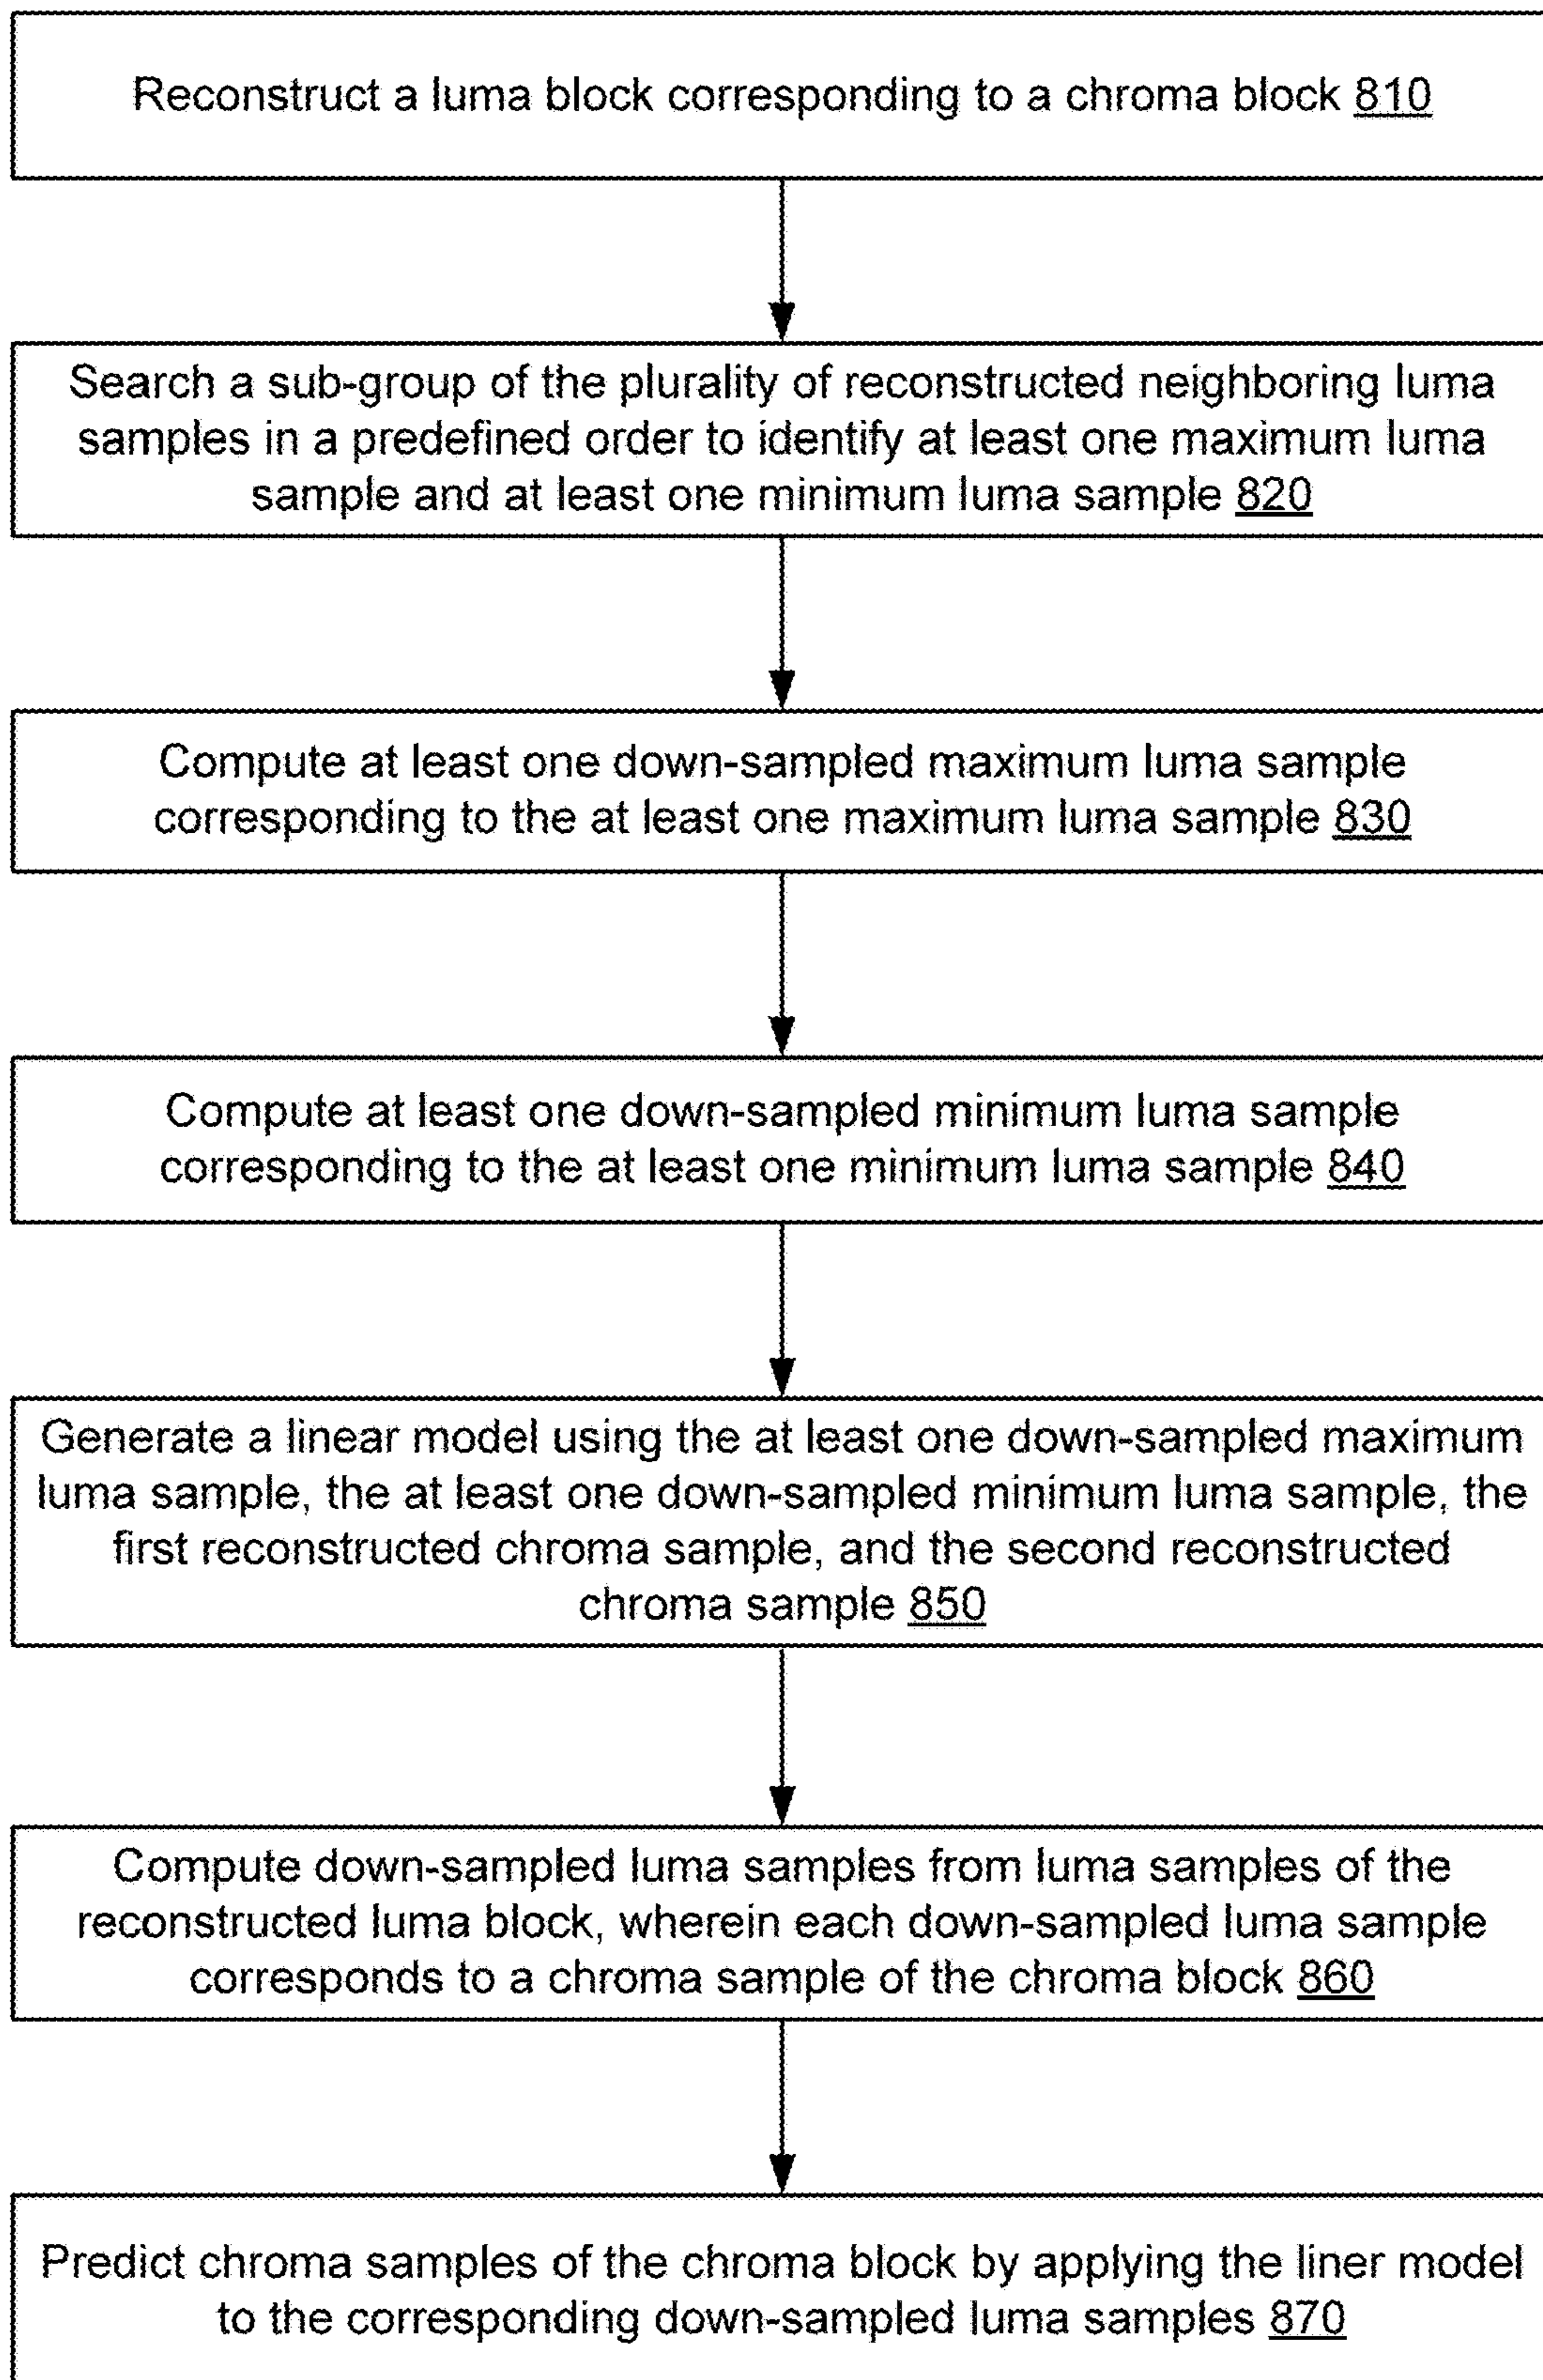 Reconstruct a luma block corresponding to a chroma block 810
Search a sub-group of the plurality of reconstructed neighboring luma
samples in a predefined order to identify at least one maximum luma
sample and at least one minimum luma sample 820
Compute at least one down-sampled maximum luma sample
corresponding to the at least one maximum luma sample 830
Compute at least one down-sampled minimum luma sample
corresponding to the at least one minimum luma sample 840
Generate a linear model using the at least one down-sampled maximum
luma sample, the at least one down-sampled minimum luma sample, the
first reconstructed chroma sample, and the second reconstructed
chroma sample 850
Compute down-sampled luma samples from luma samples of the
reconstructed luma block, wherein each down-sampled luma sample
corresponds to a chroma sample of the chroma block 860
Predict chroma samples of the chroma block by applying the liner model
to the corresponding down-sampled luma samples 870